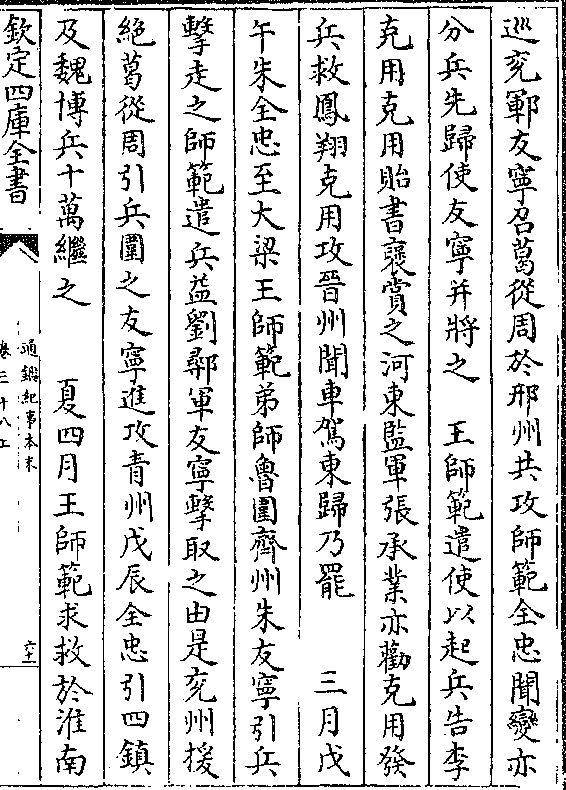 巡兖鄆友寧召葛從周於邢州共攻師範全忠聞變亦
分兵先歸使友寧并將之　王師範遣使以起兵告李
克用克用貽書褒賞之河東監軍張承業亦勸克用發
兵救鳳翔克用攻晉州聞車駕東歸乃罷　三月戊
午朱全忠至大梁王師範弟師魯圍齊州朱友寧引兵
擊走之師範遣兵益劉鄩軍友寧擊取之由是兖州援
絶葛從周引兵圍之友寧進攻青州戊辰全忠引四鎮
及魏博兵十萬繼之　夏四月王師範求救於淮南
欽定四庫全書
通鑑紀事本末
卷三十八上
六十一